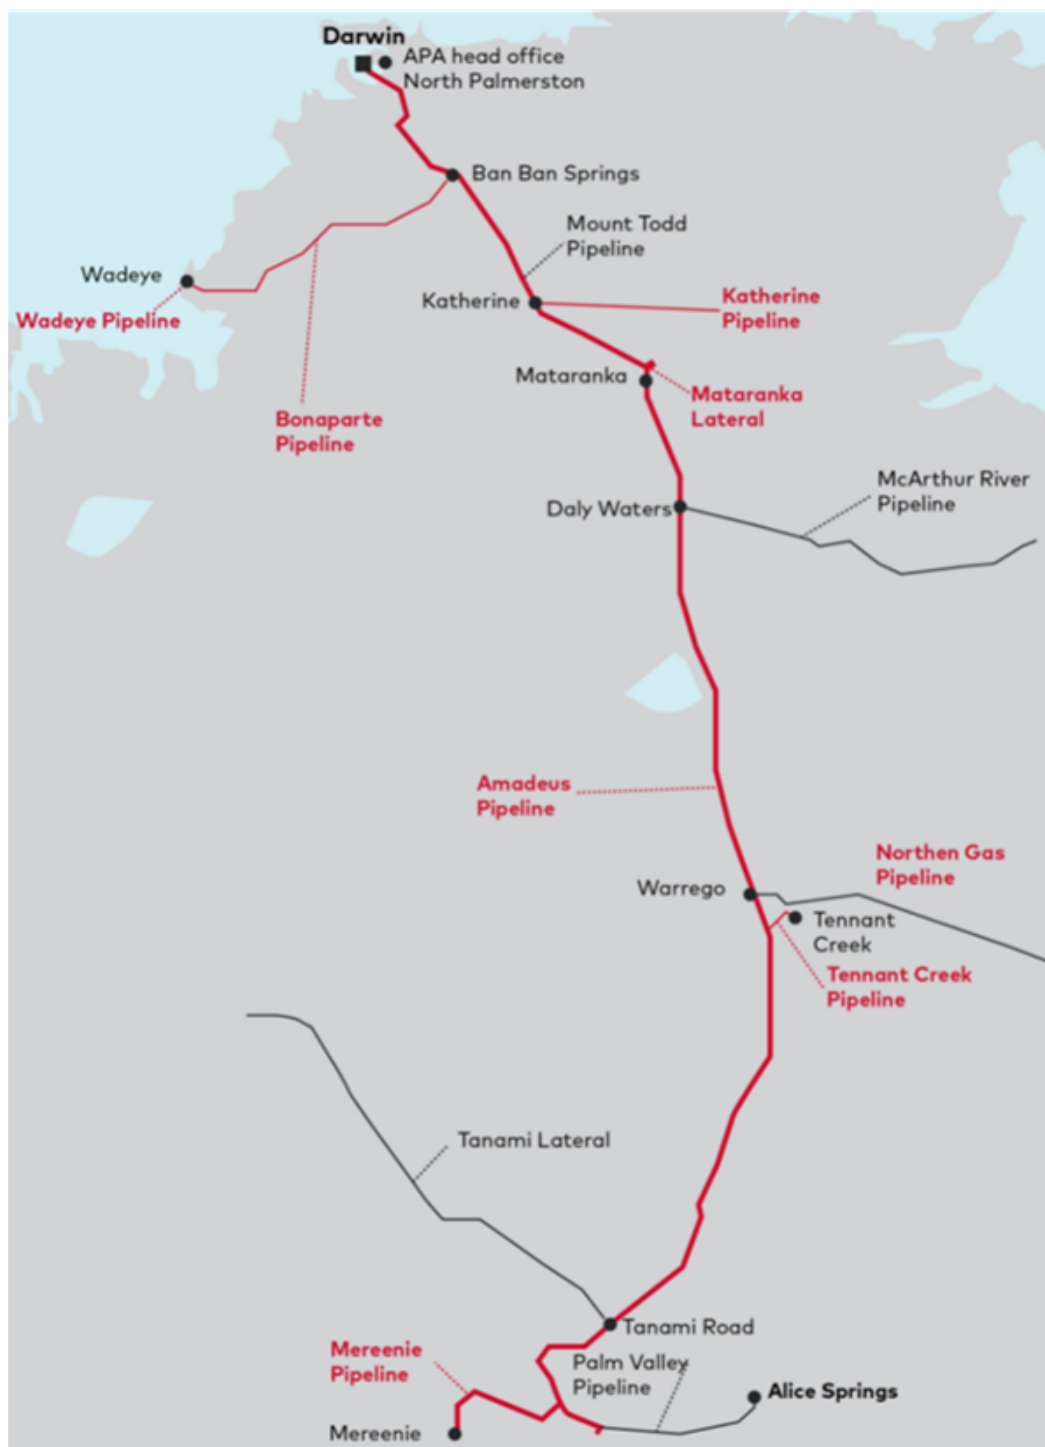 Darwin
APA head office
North Palmerston
Ban Ban Springs
Mount Todd
Pipeline
Wadeye
Wadeye Pipeline
Katherine
Katherine
Pipeline
Mataranka
Mataranka
Lateral
Bonaparte
Pipeline
McArthur River
Pipeline
Daly Waters
Amadeus
Pipeline
Northen Gas
Pipeline
Warrego
Tennant
Creek
Tennant Creek
Pipeline
Tanami Lateral
Tanami Road
Mereenie
Pipeline
Palm Valley
Pipeline
Alice Springs
Mereenie